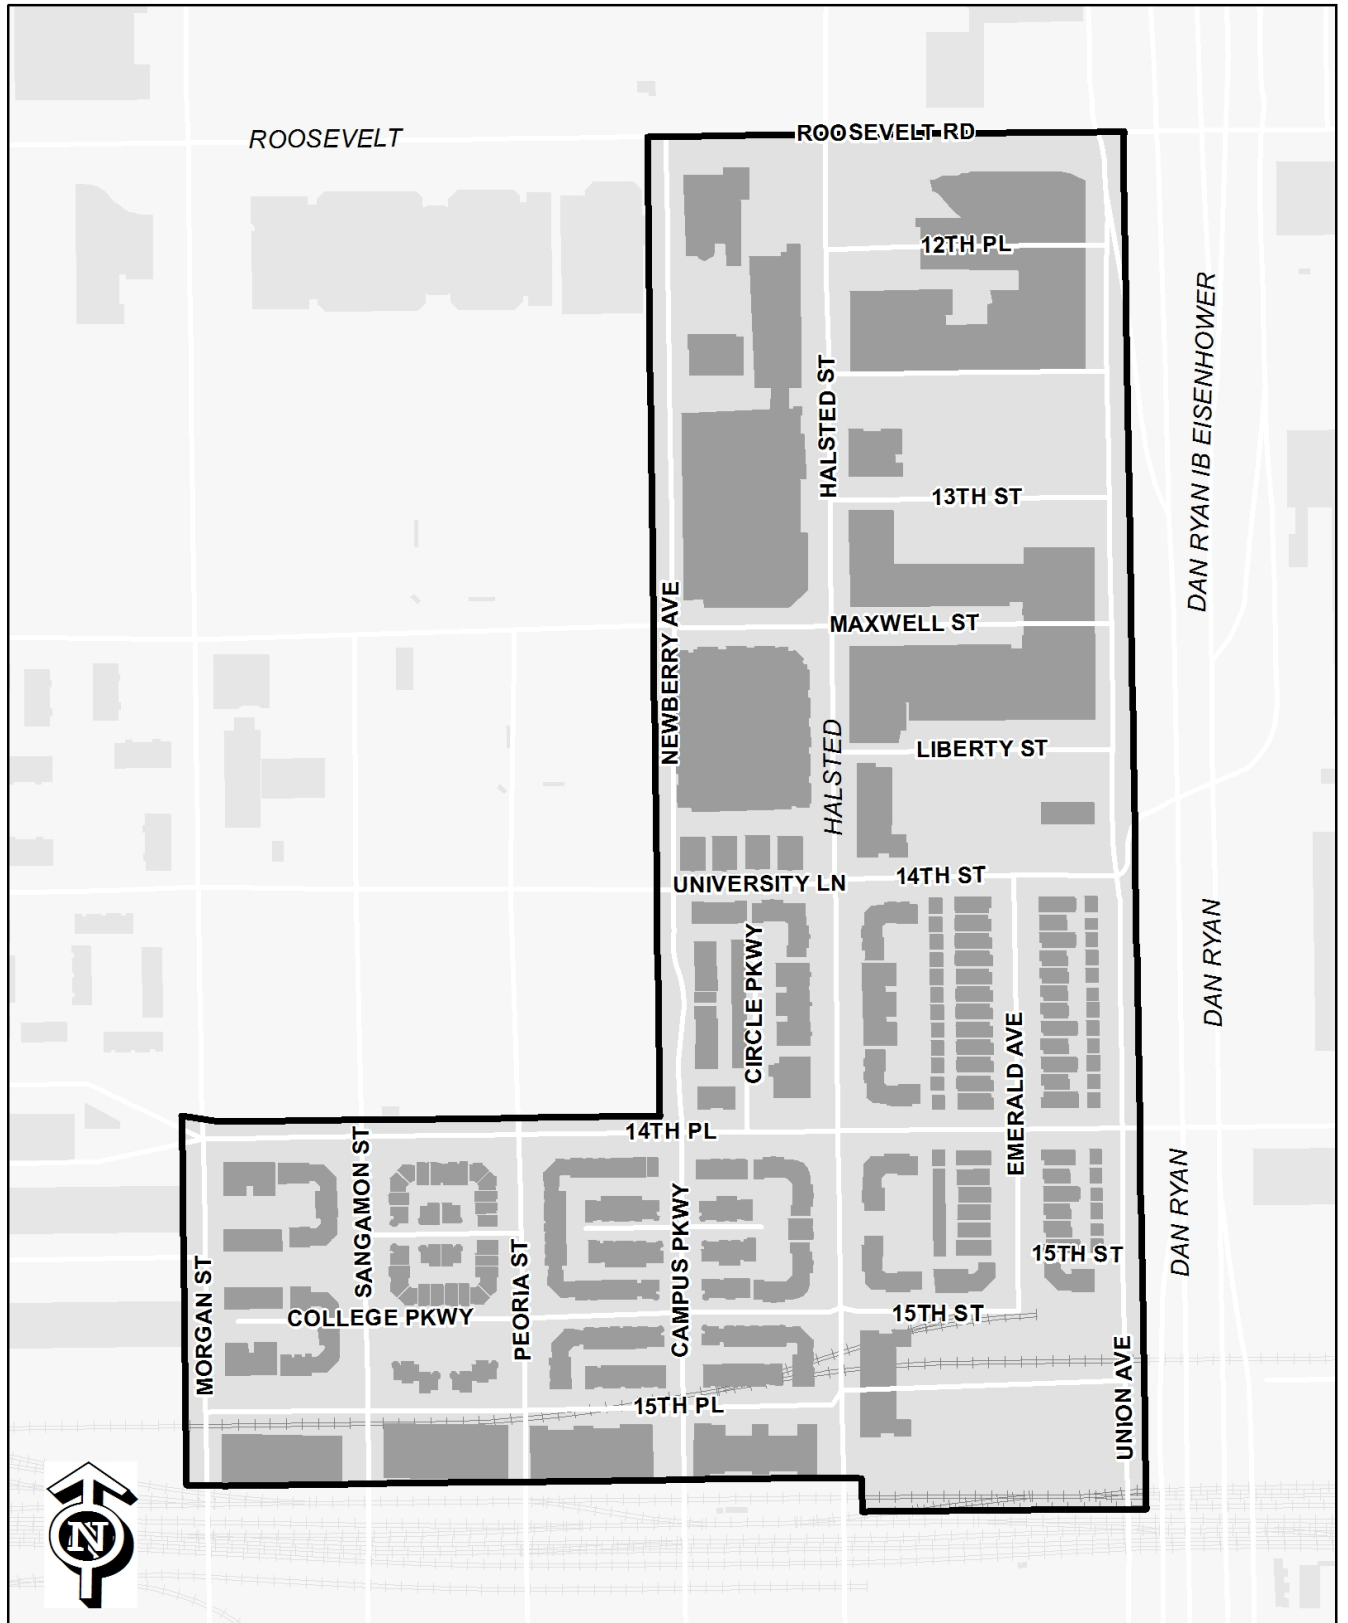 ROOSEVELT RD
ROOSEVELT
12TH PL
DAN RYAN IB EISENHOWER
HALSTED ST
13TH ST
NEWBERRY AVE
MAXWELL ST
HALSTED
LIBERTY ST
UNIVERSITY LN
14TH ST
DAN RYAN
CIRCLE PKWY
EMERALD AVE
14TH PL
SANGAMON ST
DAN RYAN
CAMPUS PKWY
PEORIA ST
15TH ST
MORGAN ST
COLLEGE PKWY
15TH ST
UNION AVE
15TH PL
N